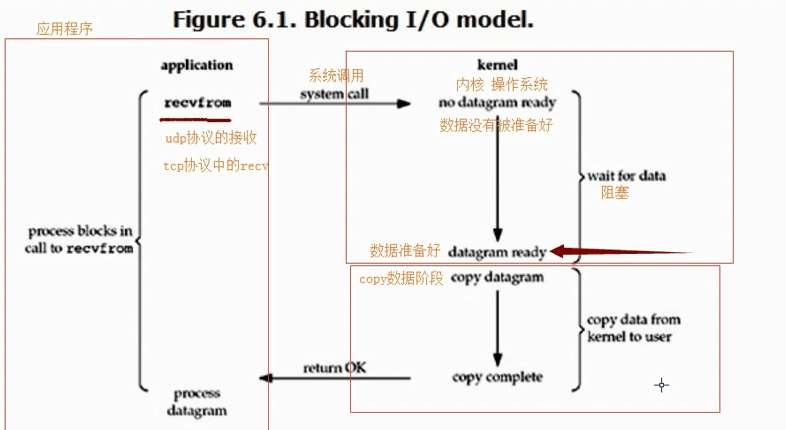 Figure 6.1. Blocking I/O model.
应用程序
application
kernel
系统调用
内核 操作系统
recvfrom
system call
no datagram ready
udp协议的接收
数据没有被准备好
tcp协议中的recv
wait for data
阻塞
process blocks in
call to recvfrom
数据准备好
datagram ready
copy数据阶段
copy datagram
copy data from
kernel to user
return OK
copy complete
process
datagram